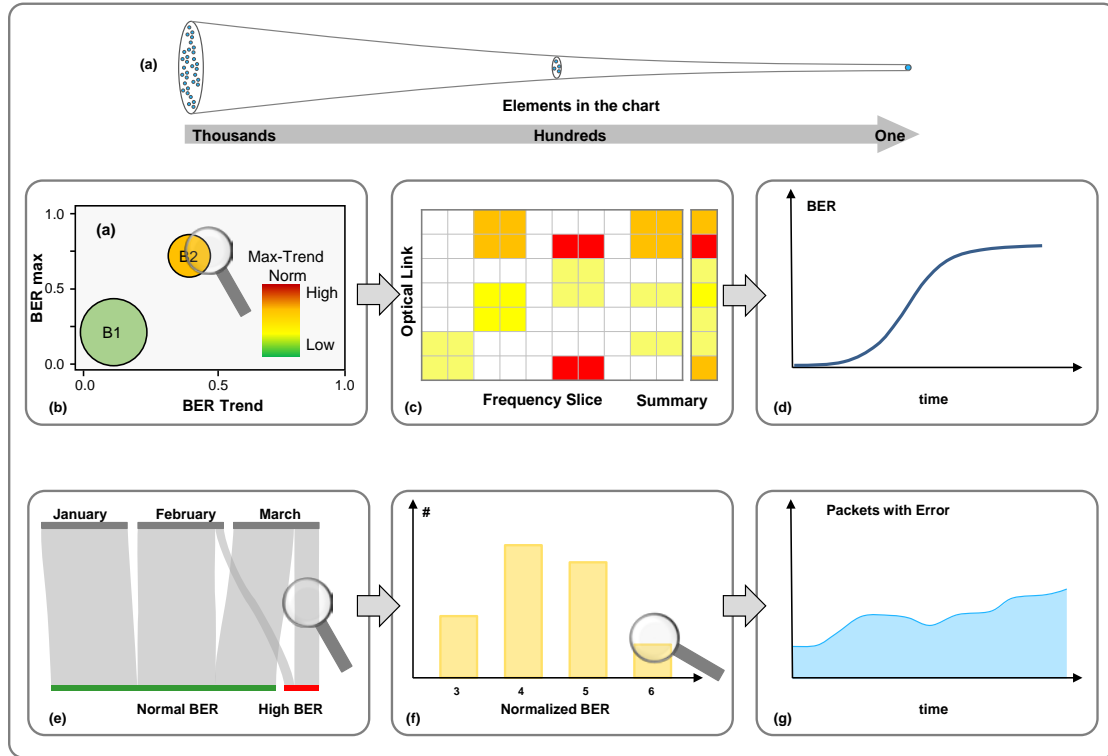 (a)
Elements in the chart
Thousands Hundreds One
1.0
(a)
B2
Max-Trend
Norm
High
BER max
0.5
B1
Low
0.0
0.0 0.5 1.0
(b) BER Trend
Optical Link
(c) Frequency Slice Summary
BER
(d) time
January February March
(e) Normal BER High BER
#
3 4 5 6
(f) Normalized BER
Packets with Error
(g) time